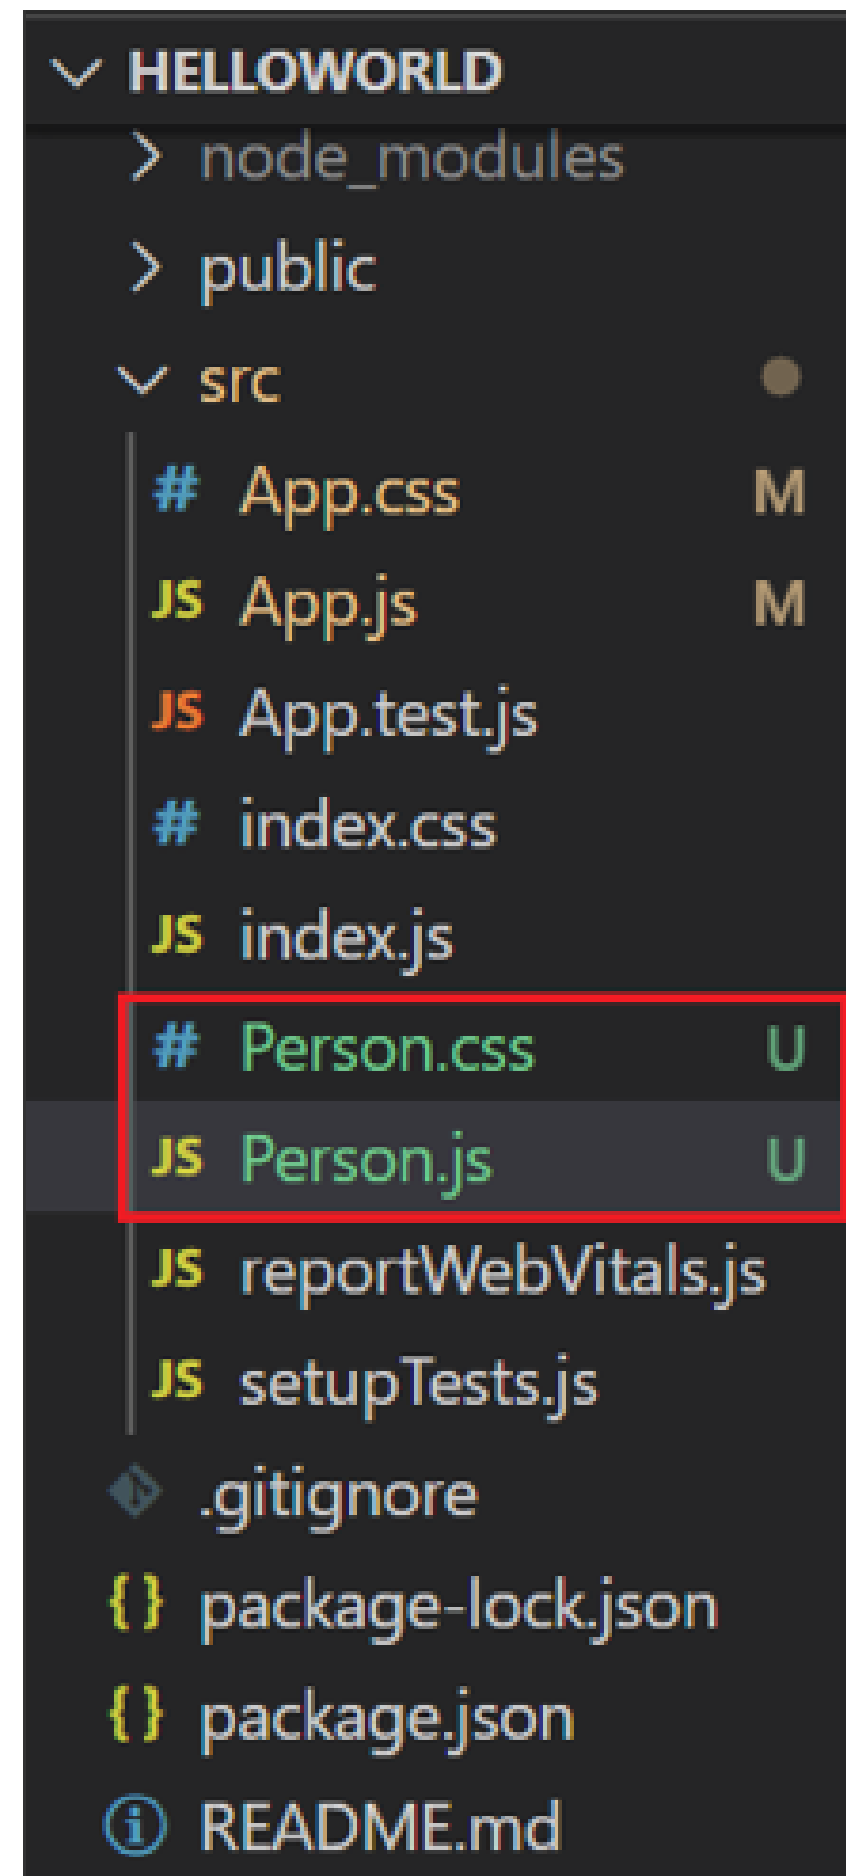 HELLOWORLD
node_modules
public
src
# App.css M
JS App.js M
JS App.test.js
# index.css
JS index.js
# Person.css U
JS Person.js U
JS reportWebVitals.js
JS setupTests.js
.gitignore
{} package-lock.json
{} package.json
README.md